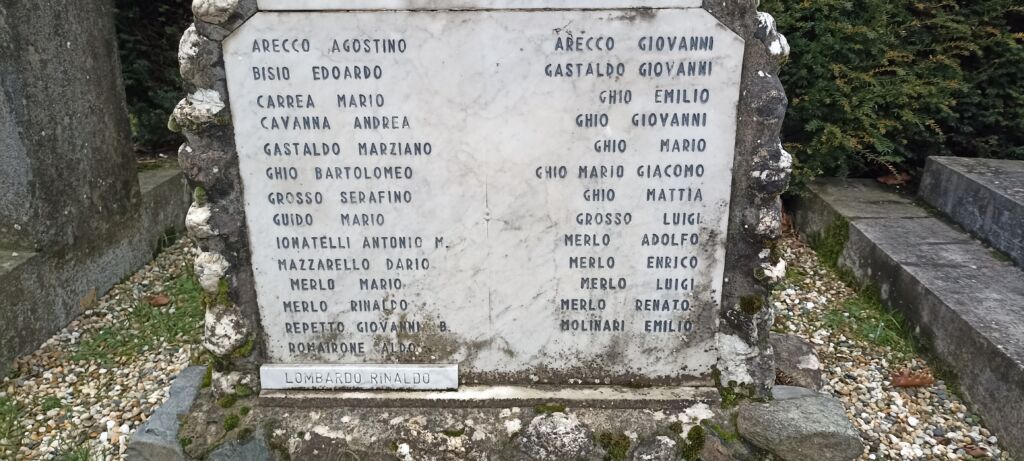 ARECCO AGOSTINO
BISIO EDOARDO
CARREA MARIO
CAVANNA ANDREA
GASTALDO MARZIANO
GHIO BARTOLOMEO
GROSSO SERAFINO
GUIDO MARIO
IONATELLI ANTONIO M.
MAZZARELLO DARIO
MERLO MARIO
MERLO RINALDO
REPETTO GIOVANNI B.
ROMAIRONE ALDO
LOMBARDO RINALDO
ARECCO GIOVANNI
GASTALDO GIOVANNI
GHIO EMILIO
GHIO GIOVANNI
GHIO MARIO
GHIO MARIO GIACOMO
GHIO MATTIA
GROSSO LUIGI
MERLO ADOLFO
MERLO ENRICO
MERLO LUIGI
MERLO RENATO
MOLINARI EMILIO